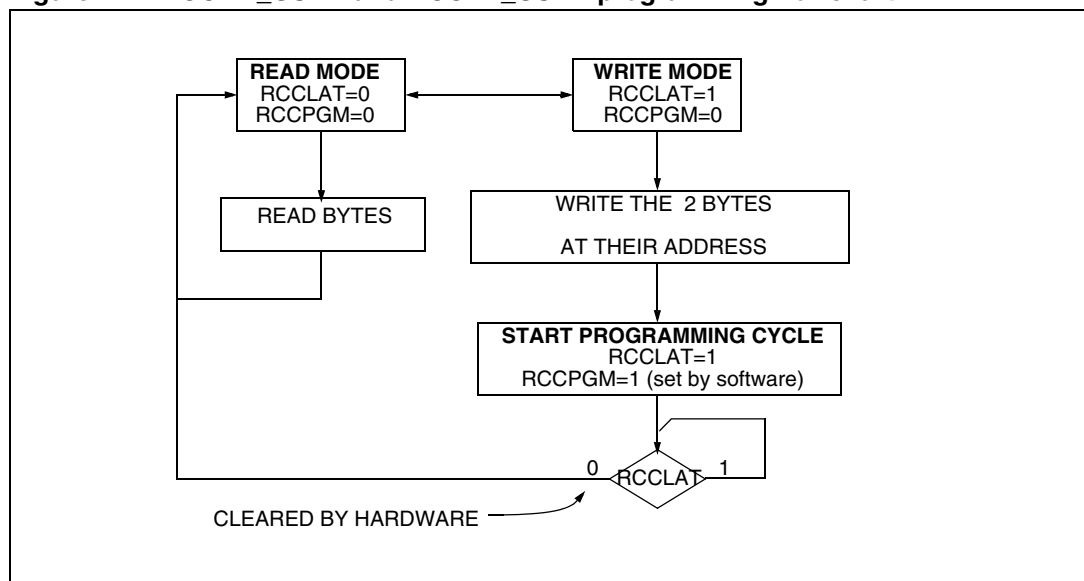 READ MODE
RCCLAT=0
RCCPGM=0
WRITE MODE
RCCLAT=1
RCCPGM=0
READ BYTES
WRITE THE 2 BYTES
AT THEIR ADDRESS
START PROGRAMMING CYCLE
RCCLAT=1
RCCPGM=1 (set by software)
0
RCCLAT
1
CLEARED BY HARDWARE